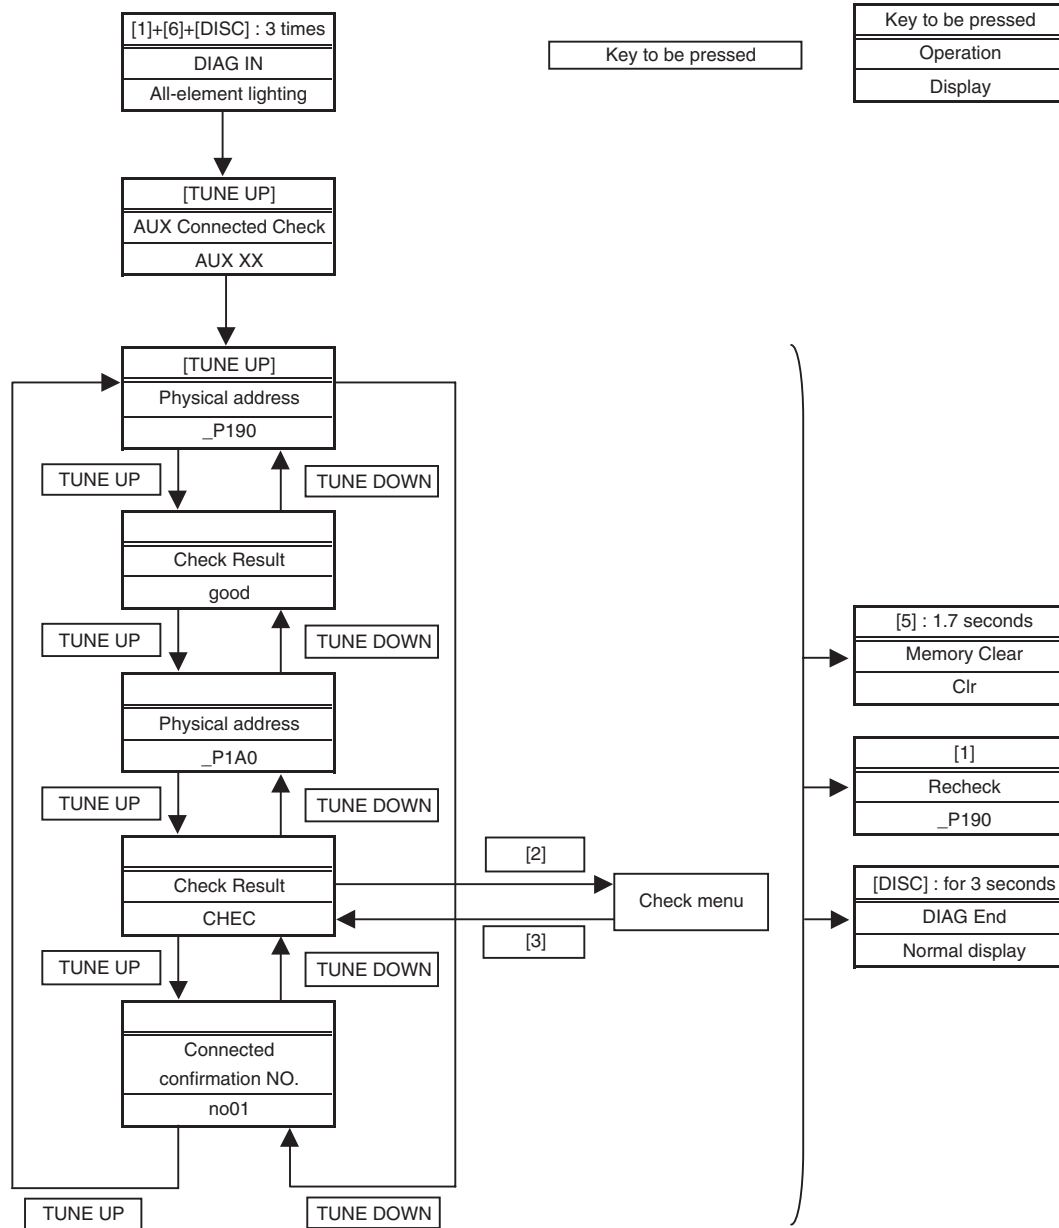 [1]+[6]+[DISC] : 3 times
DIAG IN
All-element lighting
Key to be pressed
Key to be pressed
Operation
Display
[TUNE UP]
AUX Connected Check
AUX XX
[TUNE UP]
Physical address
_P190
TUNE UP
TUNE DOWN
Check Result
good
TUNE UP
TUNE DOWN
Physical address
_P1A0
TUNE UP
TUNE DOWN
Check Result
CHEC
[2]
Check menu
[3]
TUNE UP
TUNE DOWN
Connected
confirmation NO.
no01
TUNE UP
TUNE DOWN
[5] : 1.7 seconds
Memory Clear
Clr
[1]
Recheck
_P190
[DISC] : for 3 seconds
DIAG End
Normal display